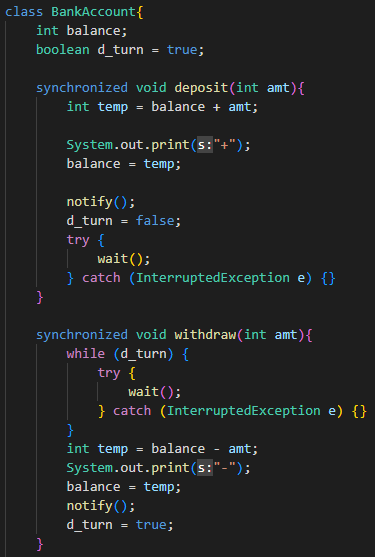 class BankAccount{
    int balance;
    boolean d_turn = true;

    synchronized void deposit(int amt){
        int temp = balance + amt;

        System.out.print(s:"+");
        balance = temp;

        notify();
        d_turn = false;
        try {
            wait();
        } catch (InterruptedException e) {}
    }

    synchronized void withdraw(int amt){
        while (d_turn) {
            try {
                wait();
            } catch (InterruptedException e) {}
        }
        int temp = balance - amt;
        System.out.print(s:"-");
        balance = temp;
        notify();
        d_turn = true;
    }